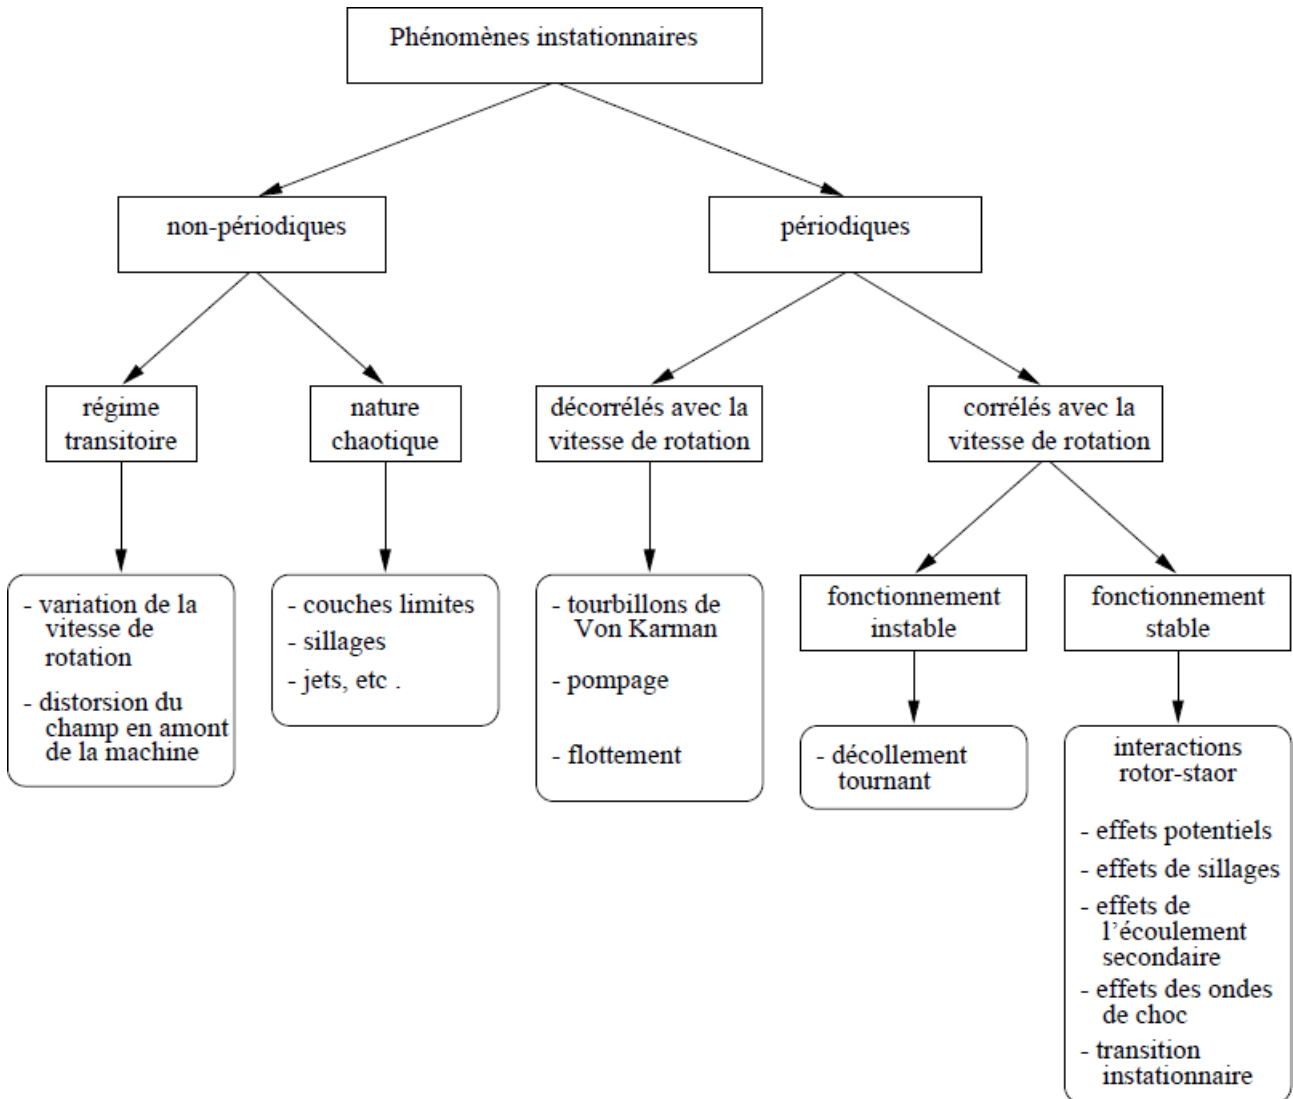 Phénomènes instationnaires
non-périodiques
périodiques
régime
transitoire
nature
chaotique
décorrélés avec la
vitesse de rotation
corrélés avec la
vitesse de rotation
- variation de la
vitesse de
rotation
- distorsion du
champ en amont
de la machine
- couches limites
- sillages
- jets, etc .
- tourbillons de
Von Karman
- pompage
- flottement
fonctionnement
instable
fonctionnement
stable
- décollement
tournant
interactions
rotor-staor
- effets potentiels
- effets de sillages
- effets de
l'écoulement
secondaire
- effets des ondes
de choc
- transition
instationnaire